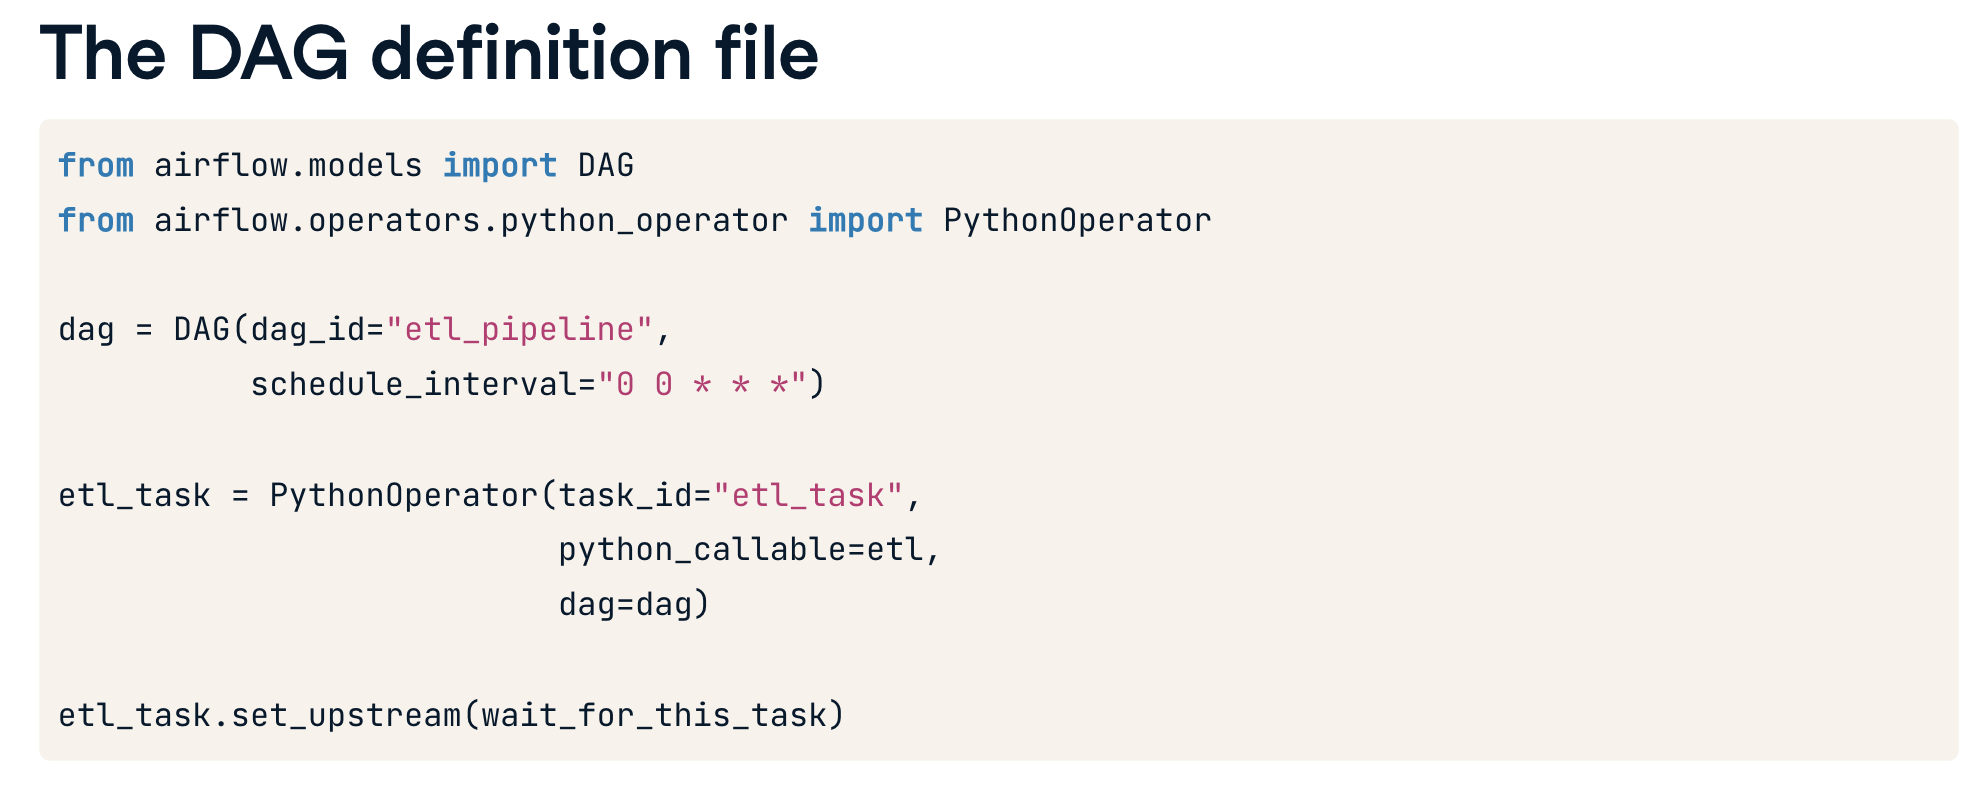 The DAG definition file
from airflow.models import DAG
from airflow.operators.python_operator import PythonOperator
dag = DAG(dag_id="etl_pipeline",
          schedule_interval="0 0 * * *")
etl_task = PythonOperator(task_id="etl_task",
                          python_callable=etl,
                          dag=dag)
etl_task.set_upstream(wait_for_this_task)